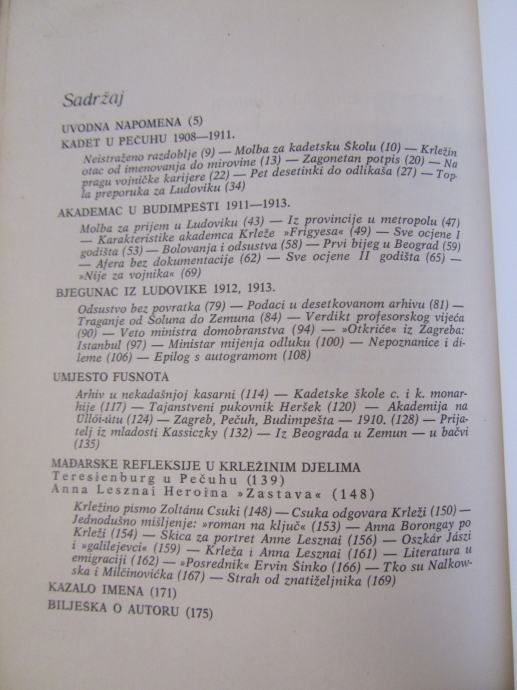 Sadržaj
UVODNA NAPOMENA (5)
KADET U PEČUHU 1908—1911.
Neistraženo razdoblje (9) — Molba za kadetsku Školu (10) — Krležin
otac od imenovanja do mirovine (13) — Zagonetan potpis (20) — Na
pragu vojničke karijere (22) — Pet desetinki do odlikaša (27) — Top-
la preporuka za Ludoviku (34)
AKADEMAC U BUDIMPEŠTI 1911—1913.
Molba za prijem u Ludoviku (43) — Iz provincije u metropolu (47)
— Karakteristike akademca Krleže »Frigyesa« (49) — Sve ocjene I
godišta (53) — Bolovanja i odsustva (58) — Prvi bijeg u Beograd (59)
— Afera bez dokumentacije (62) — Sve ocjene II godišta (65) —
»Nije za vojnika« (69)
BJEGUNAC IZ LUDOVIKE 1912, 1913.
Odsustvo bez povratka (79) — Podaci u desetkovanom arhivu (81) —
Traganje od Soluna do Zemuna (84) — Verdikt profesorskog vijeća
(90) — Veto ministra domobranstva (94) — »Otkriće« iz Zagreba:
Istanbul (97) — Ministar mijenja odluku (100) — Nepoznanice i di-
leme (106) — Epilog s autogramom (108)
UMJESTO FUSNOTA
Arhiv u nekadašnjoj kasarni (114) — Kadetske škole c. i k. monar-
hije (117) — Tajanstveni pukovnik Heršek (120) — Akademija na
Üllői-útu (124) — Zagreb, Pečuh, Budimpešta — 1910. (128) — Prija-
telj iz mladosti Kassiczky (132) — Iz Beograda u Zemun — u bačvi
(135)
MAĐARSKE REFLEKSIJE U KRLEŽINIM DJELIMA
Teresienburg u Pečuhu (139)
Anna Lesznai Heroina »Zastava« (148)
Krležino pismo Zoltánu Csuki (148) — Csuka odgovara Krleži (150) —
Jednodušno mišljenje: »roman na ključ« (153) — Anna Borongay po
Krleži (154) — Skica za portret Anne Lesznai (156) — Oszkár Jászi
i »galilejevci« (159) — Krleža i Anna Lesznai (161) — Literatura u
emigraciji (162) — »Posrednik« Ervin Šinko (166) — Tko su Nalkow-
ska i Milčinovićka (167) — Strah od znatiželjnika (169)
KAZALO IMENA (171)
BILJEŠKA O AUTORU (175)